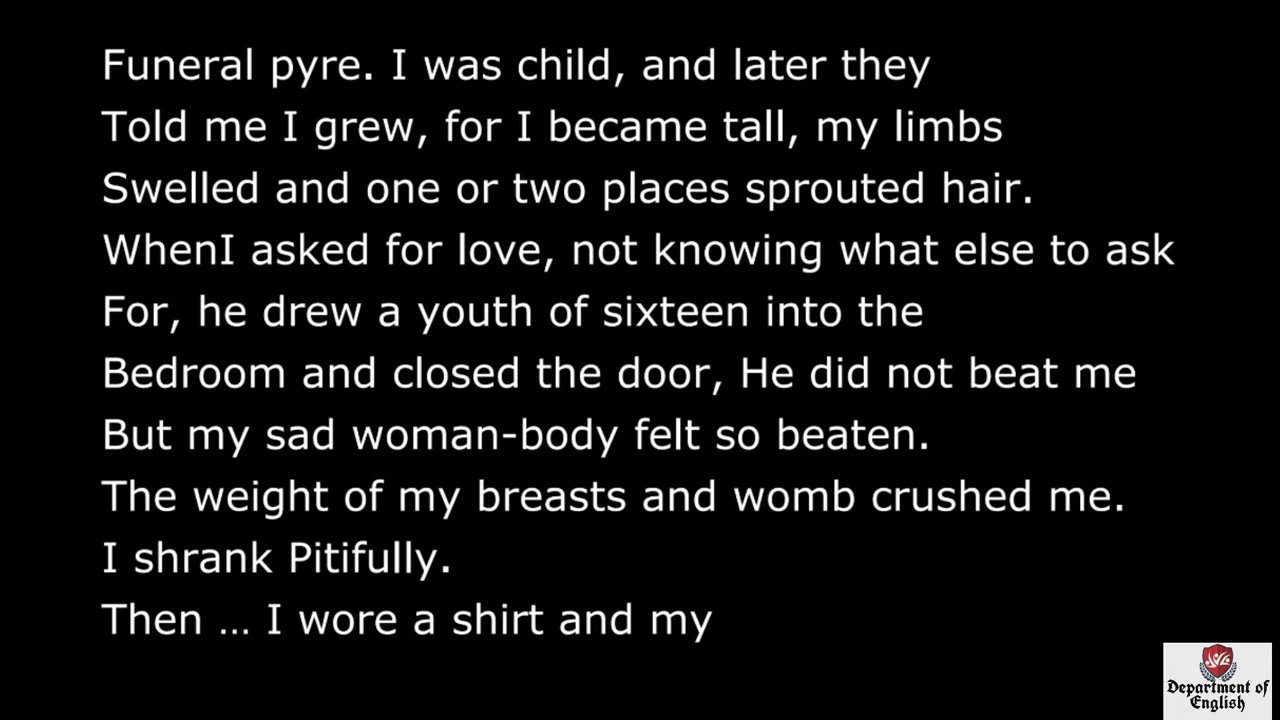 Funeral pyre. I was child, and later they
Told me I grew, for I became tall, my limbs
Swelled and one or two places sprouted hair.
WhenI asked for love, not knowing what else to ask
For, he drew a youth of sixteen into the
Bedroom and closed the door, He did not beat me
But my sad woman-body felt so beaten.
The weight of my breasts and womb crushed me.
I shrank Pitifully.
Then … I wore a shirt and my
Department of
English